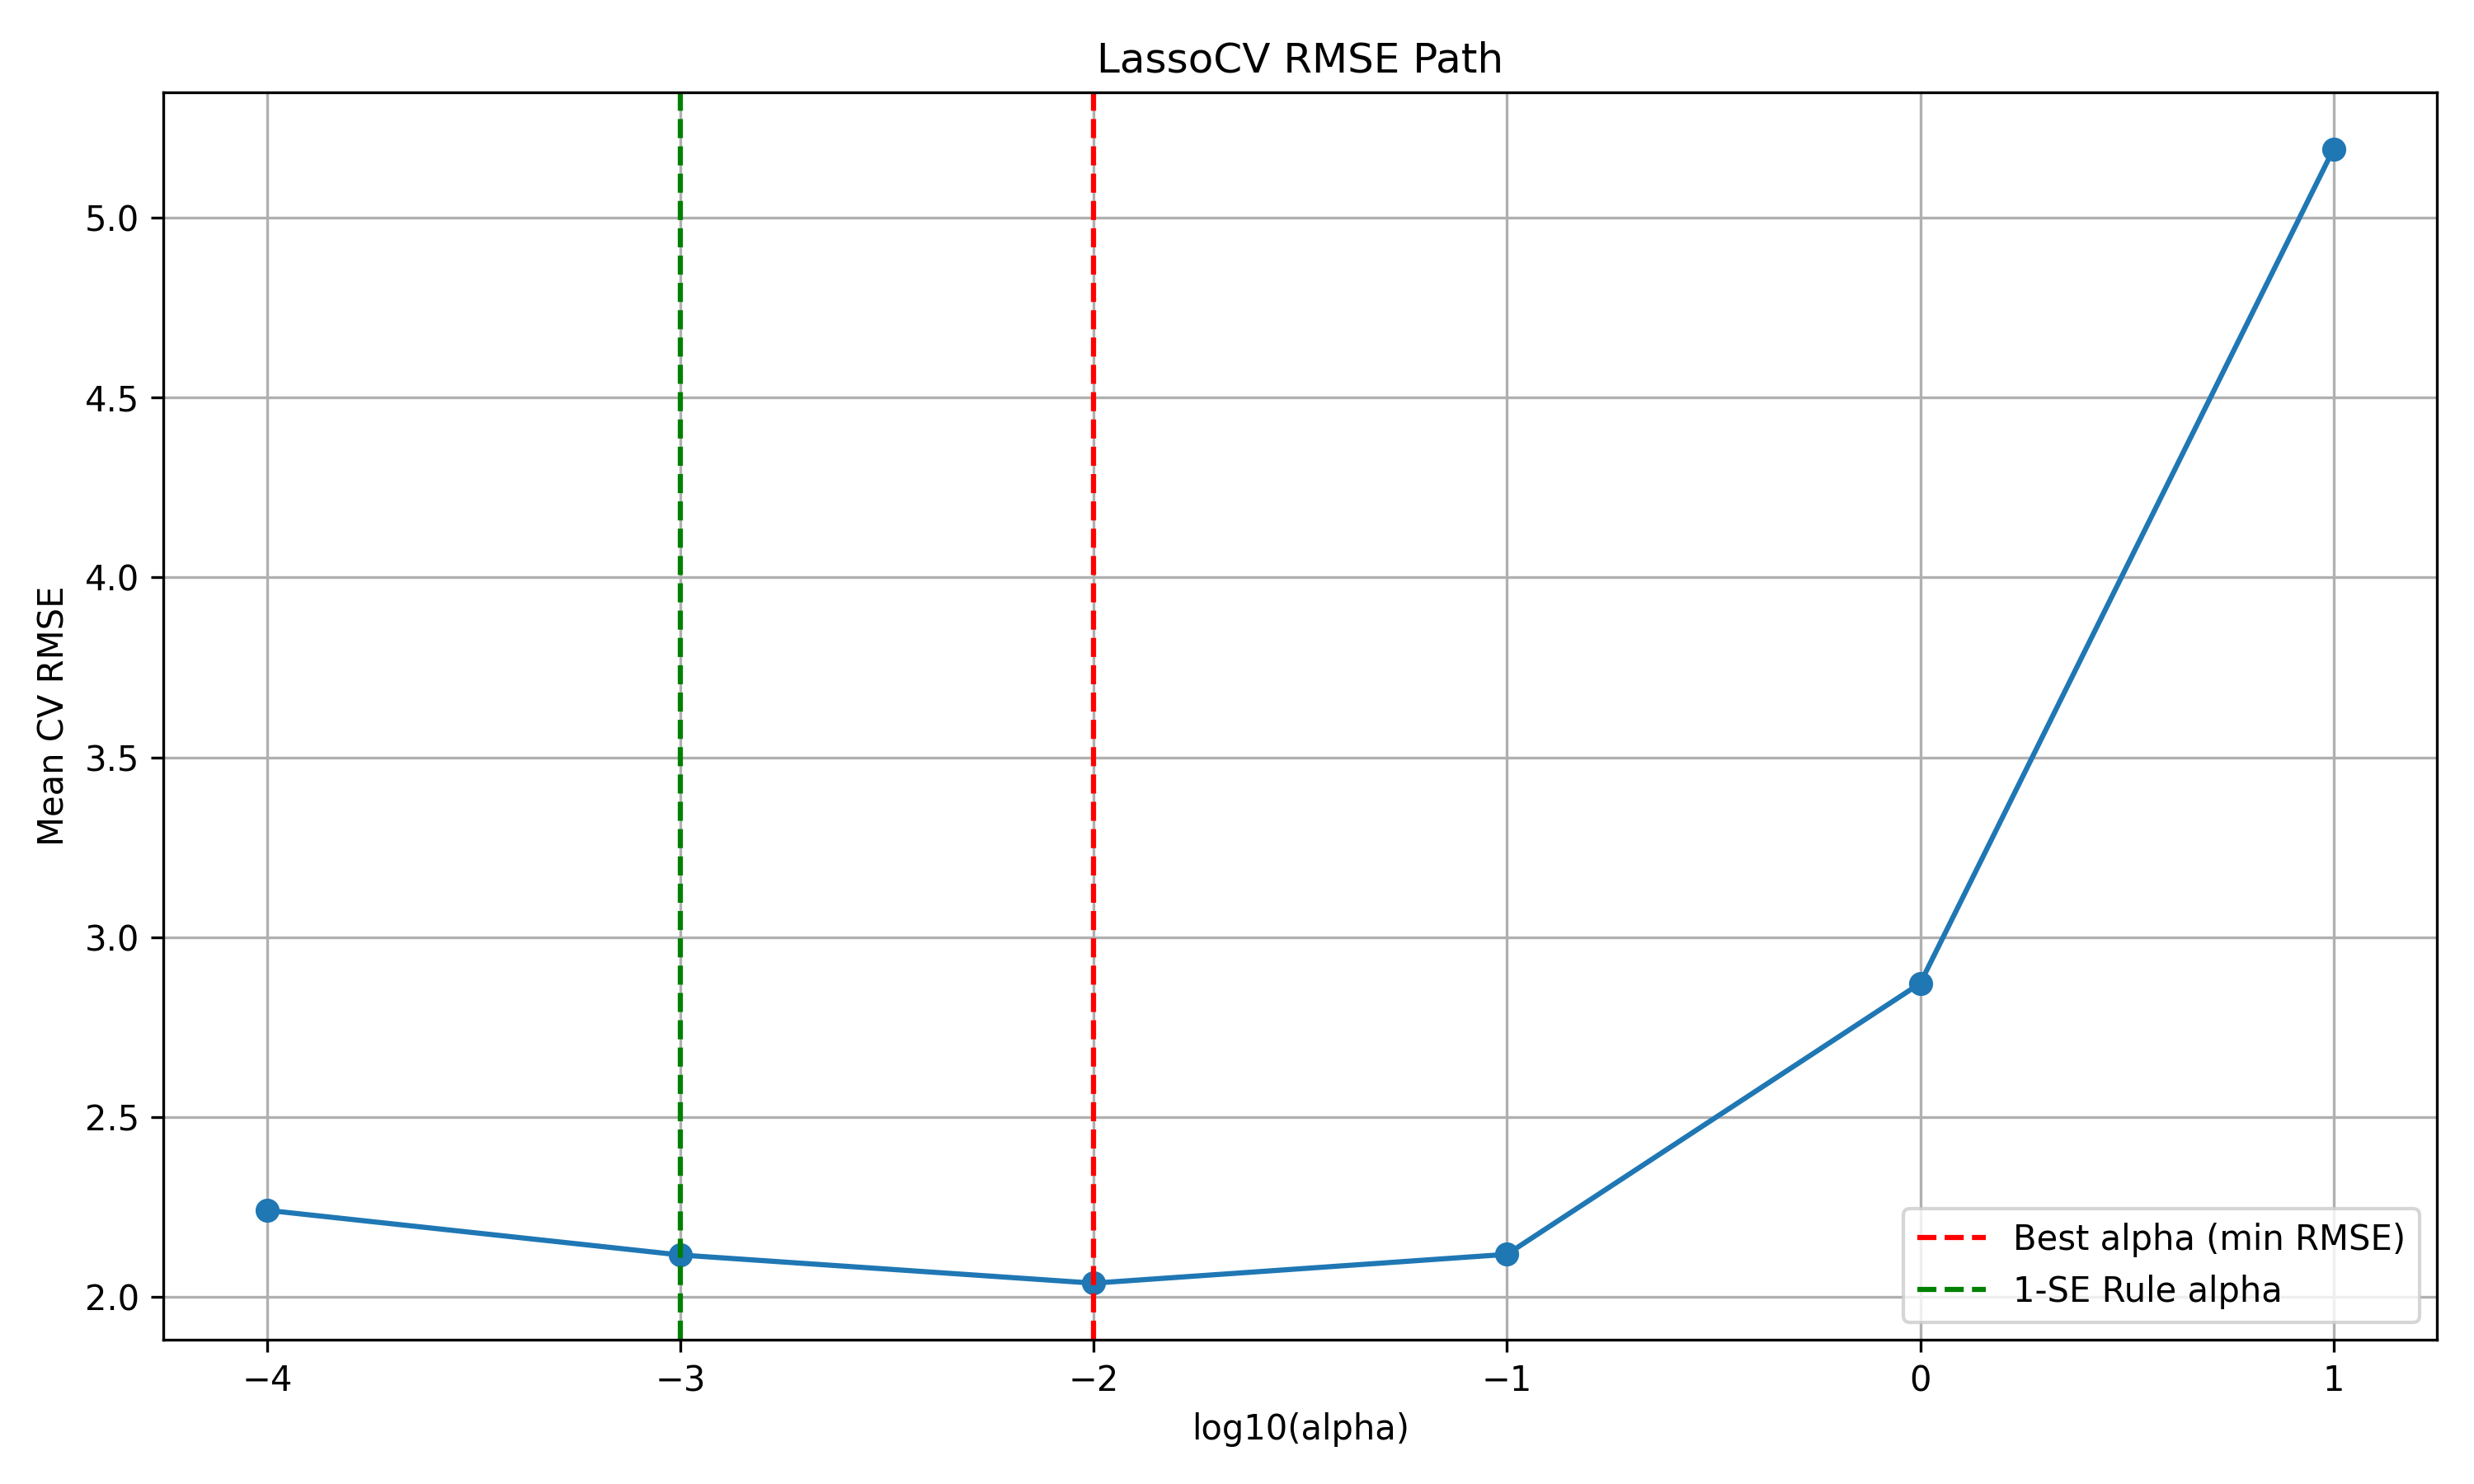 LassoCV RMSE Path
Mean CV RMSE
5.0
4.5
4.0
3.5
3.0
2.5
2.0
−4
−3
−2
−1
0
1
log10(alpha)
Best alpha (min RMSE)
1-SE Rule alpha